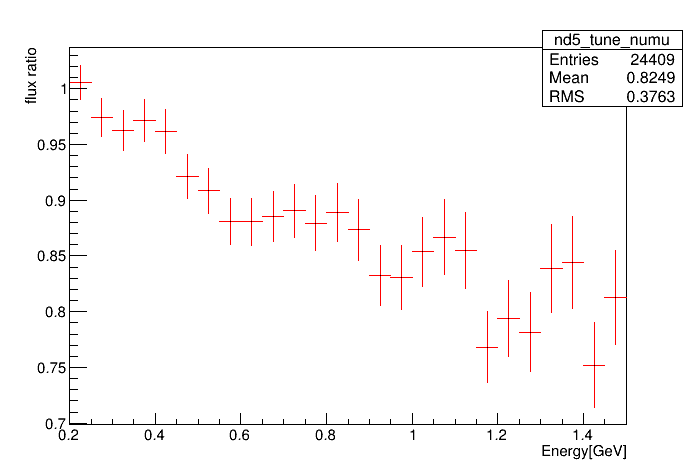 nd5_tune_numu
Entries 24409
Mean 0.8249
RMS 0.3763
flux ratio
1
0.95
0.9
0.85
0.8
0.75
0.7
0.2 0.4 0.6 0.8 1 1.2 1.4
Energy[GeV]